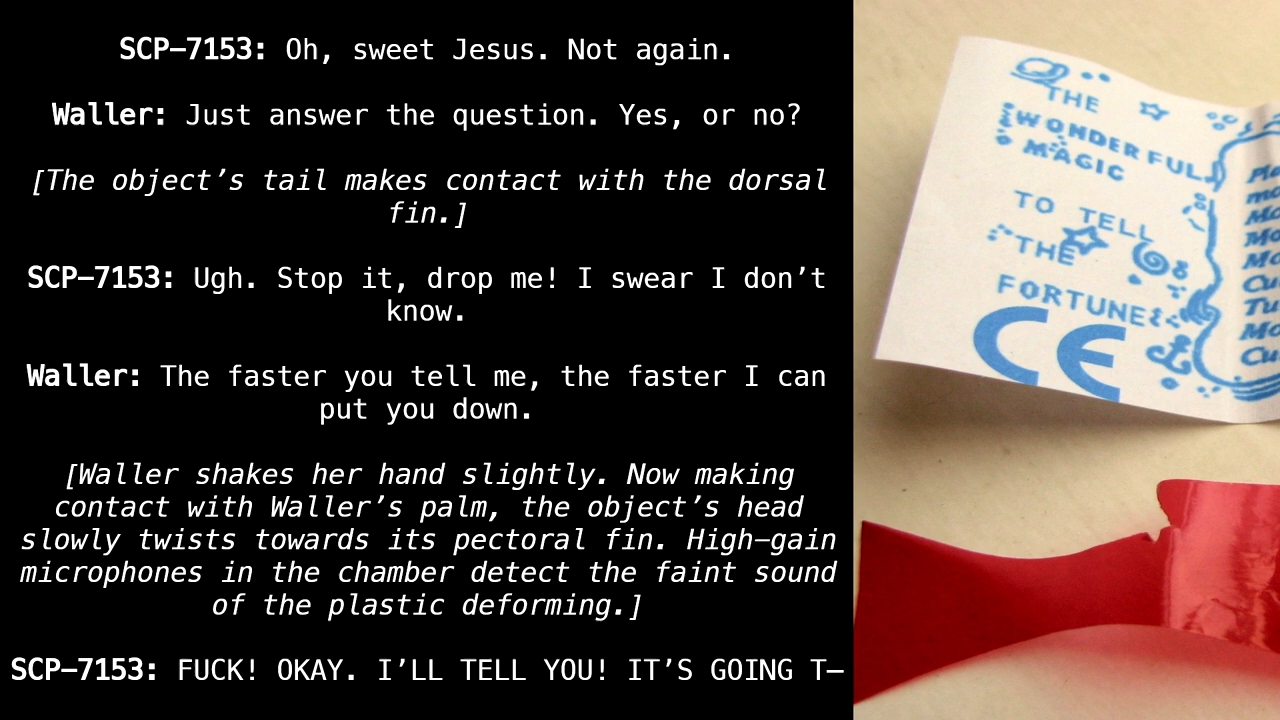 SCP–7153: Oh, sweet Jesus. Not again.
Waller: Just answer the question. Yes, or no?
[The object’s tail makes contact with the dorsal
fin.]
SCP–7153: Ugh. Stop it, drop me! I swear I don’t
know.
Waller: The faster you tell me, the faster I can
put you down.
[Waller shakes her hand slightly. Now making
contact with Waller’s palm, the object’s head
slowly twists towards its pectoral fin. High–gain
microphones in the chamber detect the faint sound
of the plastic deforming.]
SCP–7153: FUCK! OKAY. I’LL TELL YOU! IT’S GOING T–
THE
WONDERFUL
MAGIC
TO TELL
THE
FORTUNE
CE